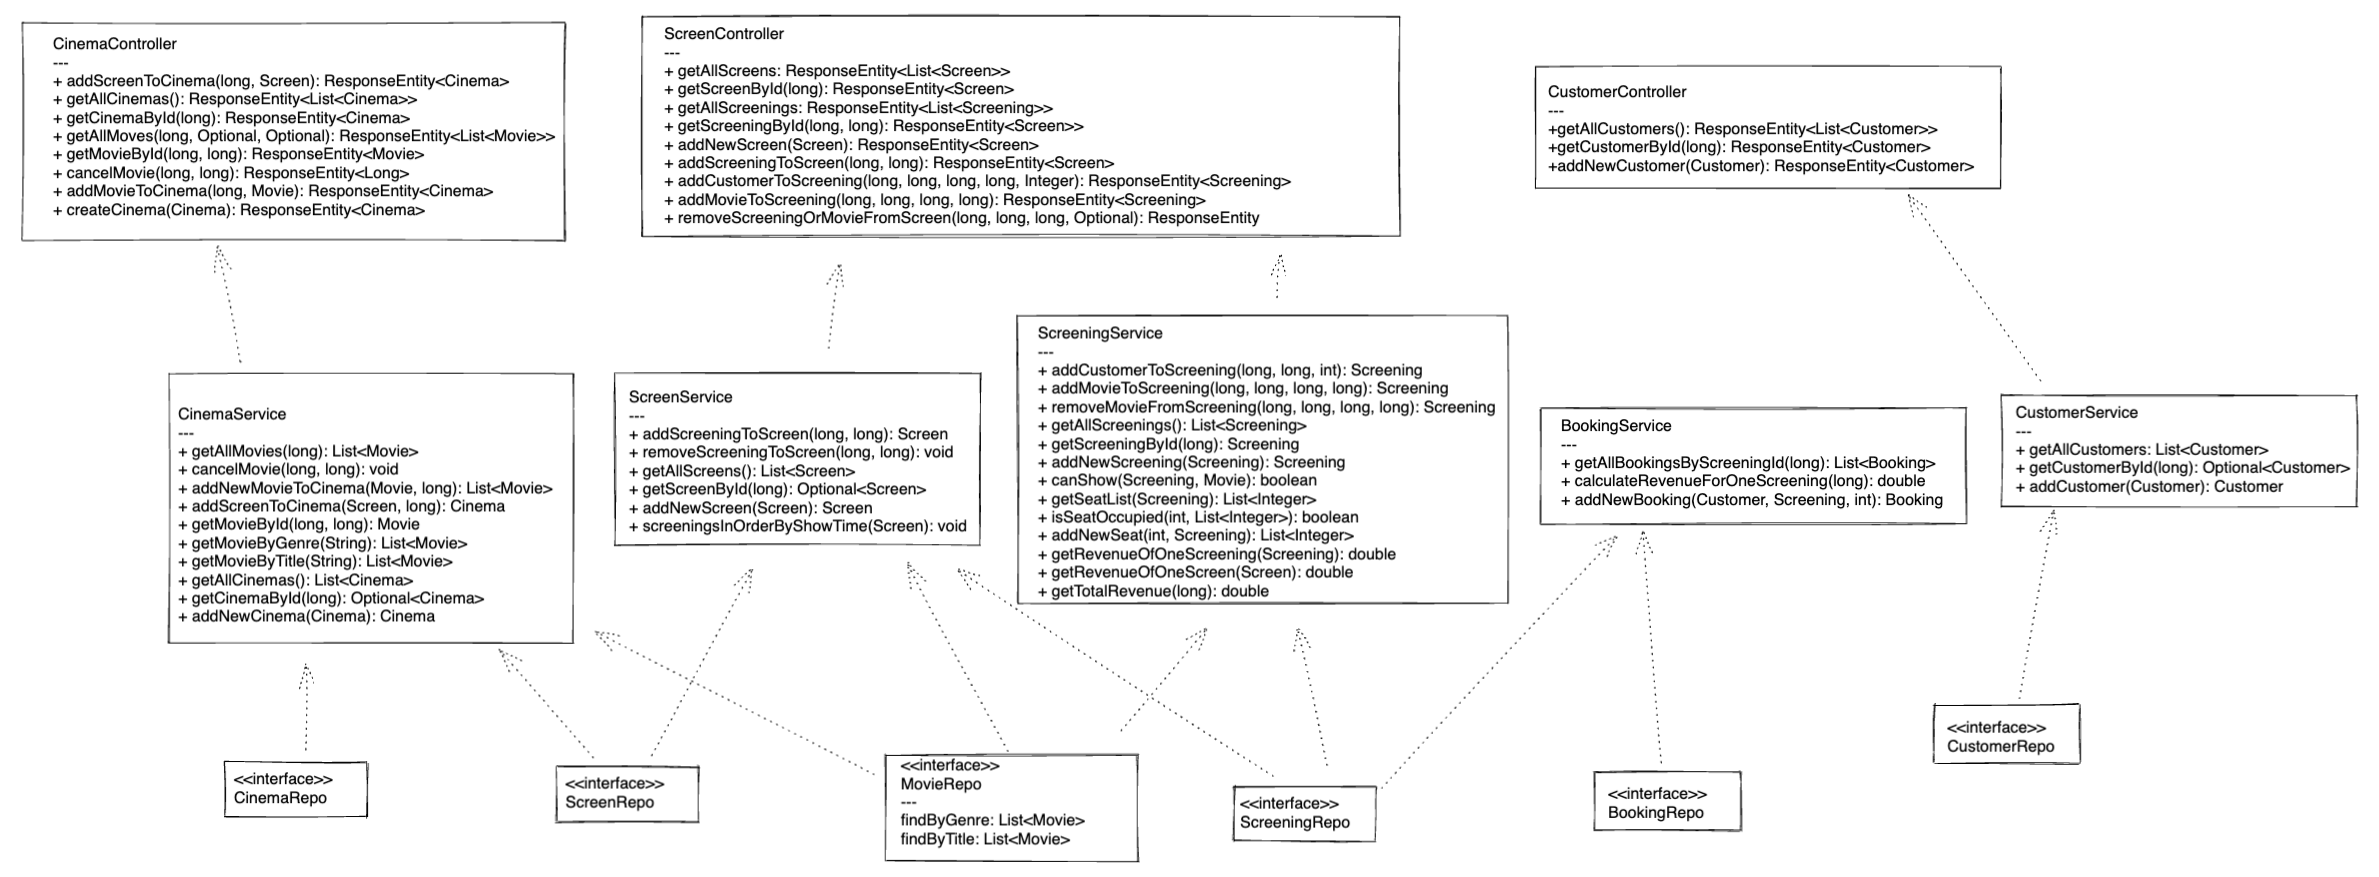 CinemaController
---
+ addScreenToCinema(long, Screen): ResponseEntity<Cinema>
+ getAllCinemas(): ResponseEntity<List<Cinema>>
+ getCinemaById(long): ResponseEntity<Cinema>
+ getAllMoves(long, Optional, Optional): ResponseEntity<List<Movie>>
+ getMovieById(long, long): ResponseEntity<Movie>
+ cancelMovie(long, long): ResponseEntity<Long>
+ addMovieToCinema(long, Movie): ResponseEntity<Cinema>
+ createCinema(Cinema): ResponseEntity<Cinema>
ScreenController
---
+ getAllScreens: ResponseEntity<List<Screen>>
+ getScreenById(long): ResponseEntity<Screen>
+ getAllScreenings: ResponseEntity<List<Screening>>
+ getScreeningById(long, long): ResponseEntity<Screen>>
+ addNewScreen(Screen): ResponseEntity<Screen>
+ addScreeningToScreen(long, long): ResponseEntity<Screen>
+ addCustomerToScreening(long, long, long, long, Integer): ResponseEntity<Screening>
+ addMovieToScreening(long, long, long, long): ResponseEntity<Screening>
+ removeScreeningOrMovieFromScreen(long, long, long, Optional): ResponseEntity
CustomerController
---
+getAllCustomers(): ResponseEntity<List<Customer>>
+getCustomerById(long): ResponseEntity<Customer>
+addNewCustomer(Customer): ResponseEntity<Customer>
CinemaService
---
+ getAllMovies(long): List<Movie>
+ cancelMovie(long, long): void
+ addNewMovieToCinema(Movie, long): List<Movie>
+ addScreenToCinema(Screen, long): Cinema
+ getMovieById(long, long): Movie
+ getMovieByGenre(String): List<Movie>
+ getMovieByTitle(String): List<Movie>
+ getAllCinemas(): List<Cinema>
+ getCinemaById(long): Optional<Cinema>
+ addNewCinema(Cinema): Cinema
ScreenService
---
+ addScreeningToScreen(long, long): Screen
+ removeScreeningToScreen(long, long): void
+ getAllScreens(): List<Screen>
+ getScreenById(long): Optional<Screen>
+ addNewScreen(Screen): Screen
+ screeningsInOrderByShowTime(Screen): void
ScreeningService
---
+ addCustomerToScreening(long, long, int): Screening
+ addMovieToScreening(long, long, long, long): Screening
+ removeMovieFromScreening(long, long, long, long): Screening
+ getAllScreenings(): List<Screening>
+ getScreeningById(long): Screening
+ addNewScreening(Screening): Screening
+ canShow(Screening, Movie): boolean
+ getSeatList(Screening): List<Integer>
+ isSeatOccupied(int, List<Integer>): boolean
+ addNewSeat(int, Screening): List<Integer>
+ getRevenueOfOneScreening(Screening): double
+ getRevenueOfOneScreen(Screen): double
+ getTotalRevenue(long): double
BookingService
---
+ getAllBookingsByScreeningId(long): List<Booking>
+ calculateRevenueForOneScreening(long): double
+ addNewBooking(Customer, Screening, int): Booking
CustomerService
---
+ getAllCustomers: List<Customer>
+ getCustomerById(long): Optional<Customer>
+ addCustomer(Customer): Customer
<<interface>>
CinemaRepo
<<interface>>
ScreenRepo
<<interface>>
MovieRepo
---
findByGenre: List<Movie>
findByTitle: List<Movie>
<<interface>>
ScreeningRepo
<<interface>>
BookingRepo
<<interface>>
CustomerRepo